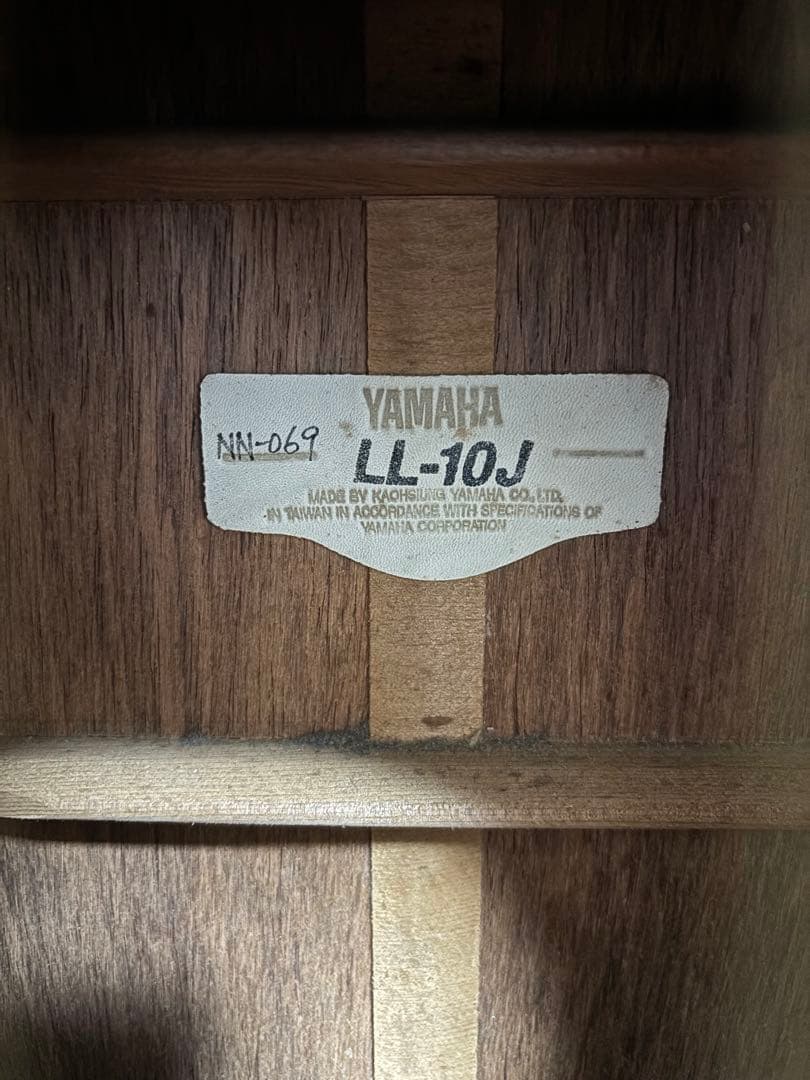 YAMAHA
NN-069
LL-10J
MADE BY KAOHSIUNG YAMAHA CO., LTD.
IN TAIWAN IN ACCORDANCE WITH SPECIFICATIONS OF
YAMAHA CORPORATION